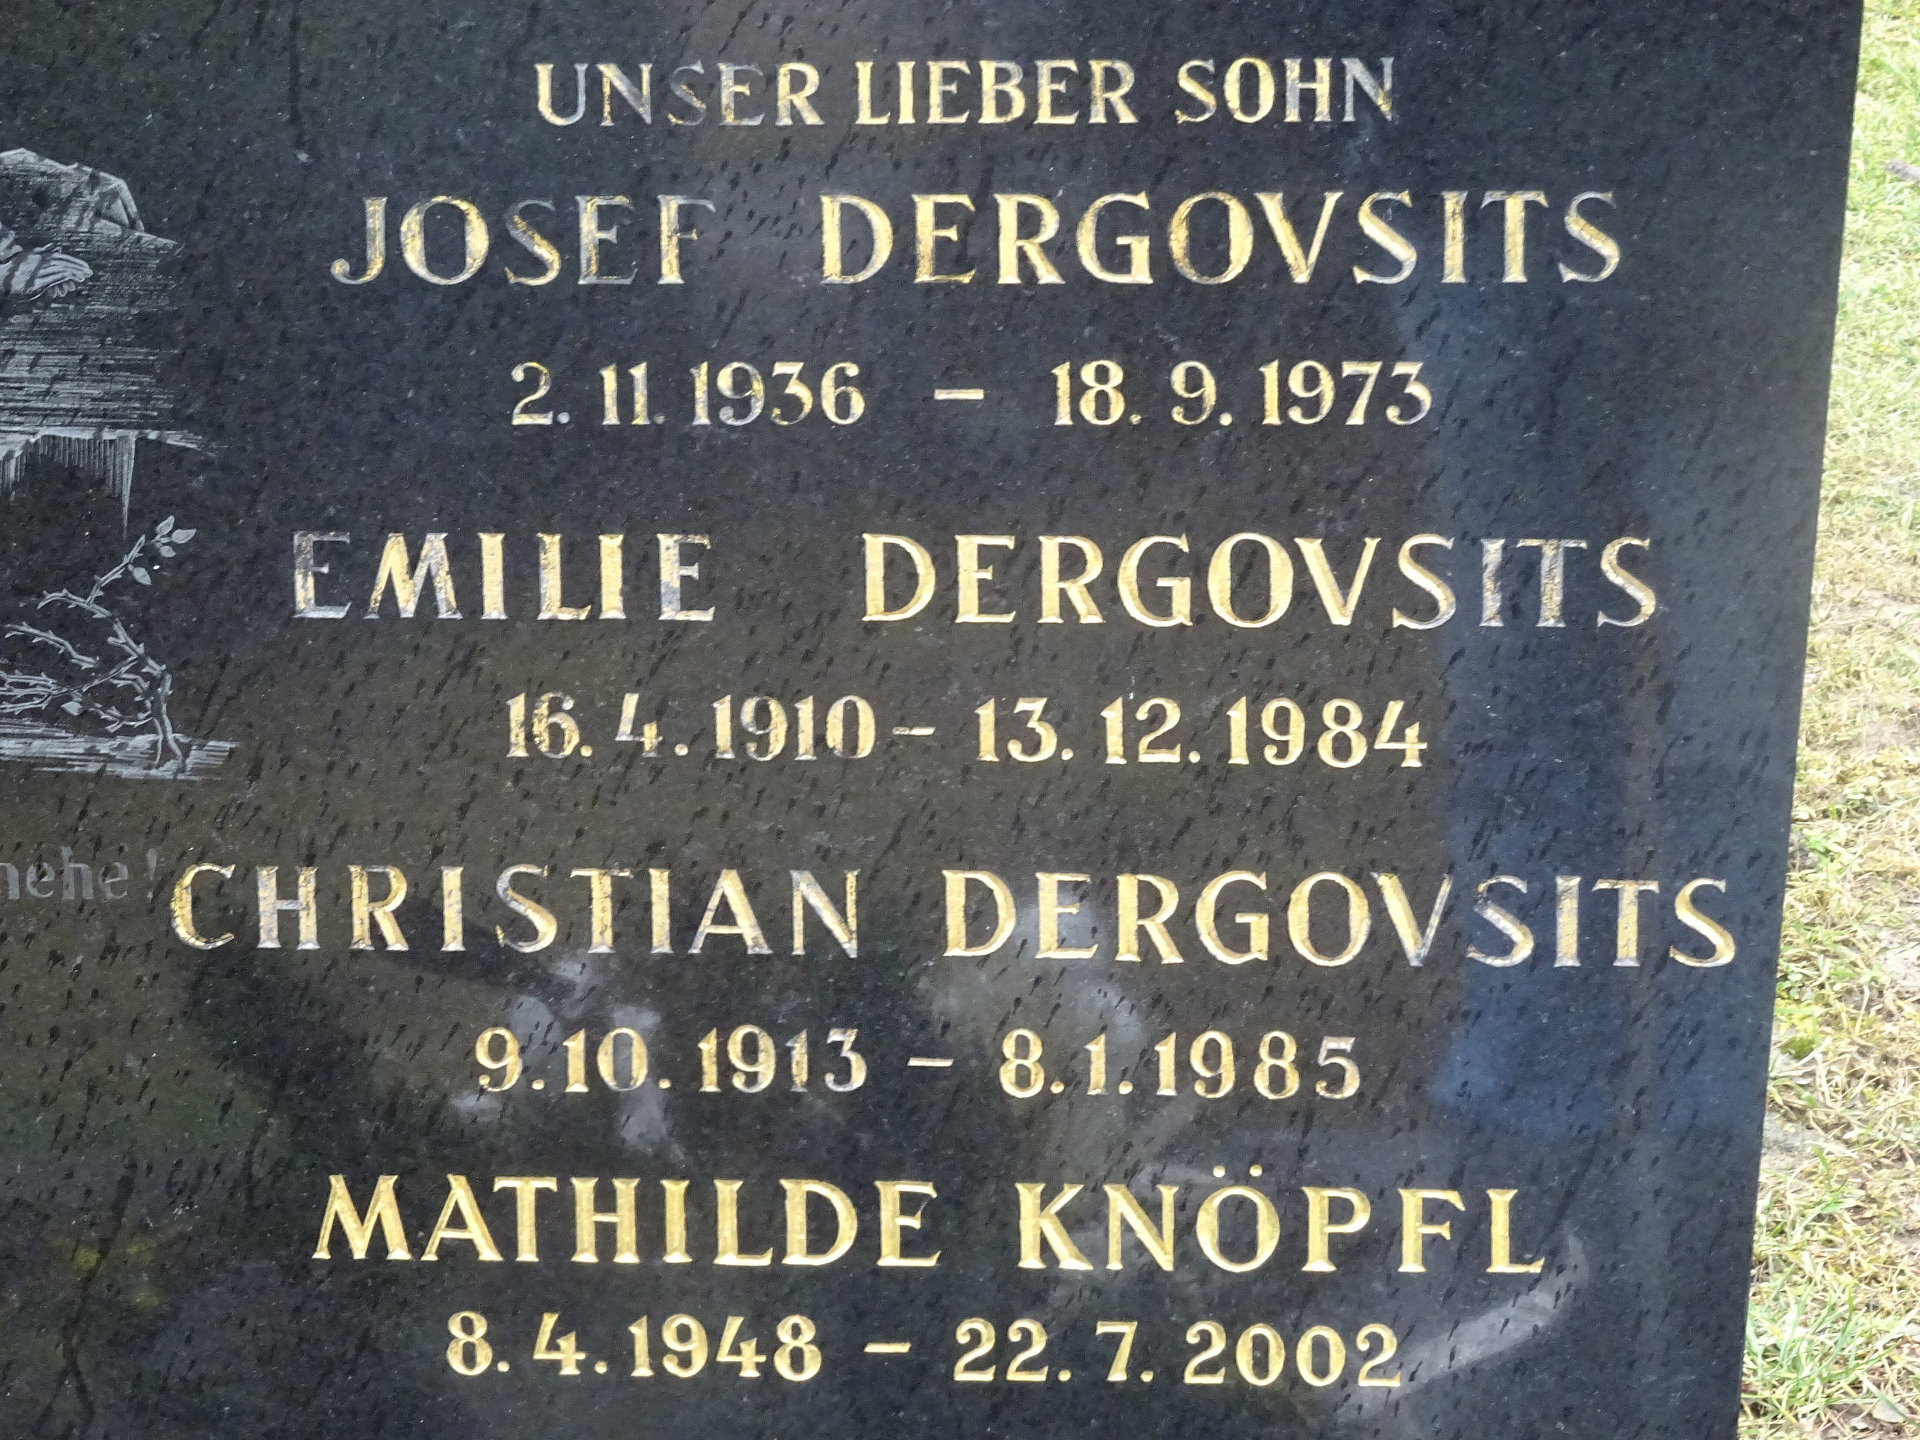 UNSER LIEBER SOHN
JOSEF DERGOVSITS
2.11.1936 – 18.9.1973
EMILIE DERGOVSITS
16.4.1910 – 13.12.1984
CHRISTIAN DERGOVSITS
9.10.1913 – 8.1.1985
MATHILDE KNÖPFL
8.4.1948 – 22.7.2002